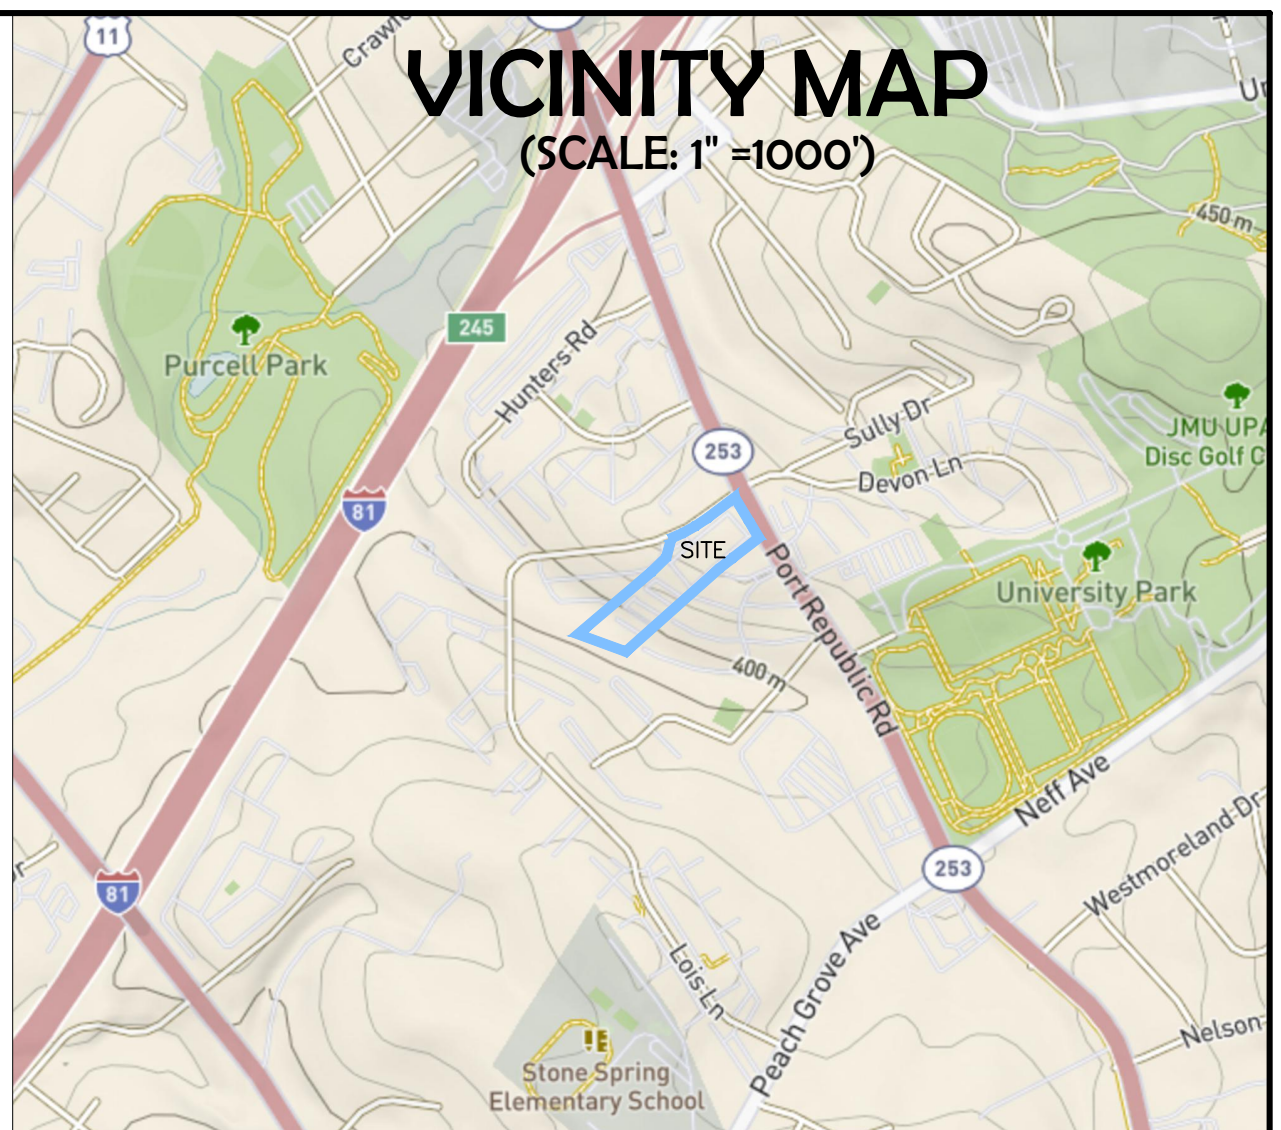 11
Crawfo
VICINITY MAP
(SCALE: 1" =1000')
Un
450 m
245
Purcell Park
Hunters Rd
253
Sully Dr
Devon Ln
JMU UPA
Disc Golf C
81
SITE
University Park
Port Republic Rd
400 m
Neff Ave
Westmoreland Dr
253
81
Peach Grove Ave
Lois Ln
Nelson
Stone Spring
Elementary School